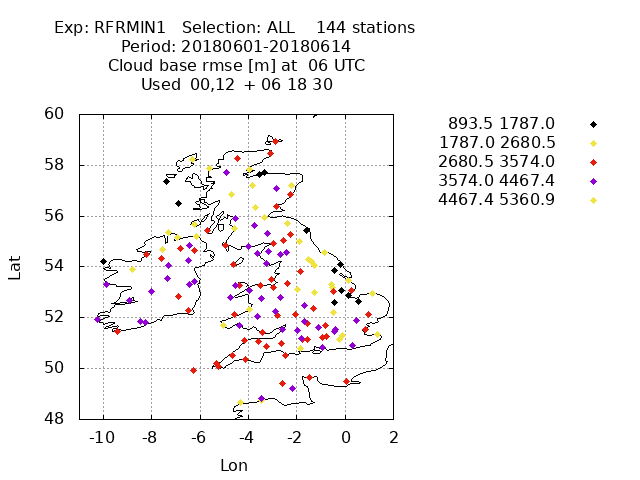 Exp: RFRMIN1 Selection: ALL 144 stations
Period: 20180601-20180614
Cloud base rmse [m] at 06 UTC
Used 00,12 + 06 18 30
893.5 1787.0
1787.0 2680.5
2680.5 3574.0
3574.0 4467.4
4467.4 5360.9
60
58
56
54
52
50
48
Lat
-10 -8 -6 -4 -2 0 2
Lon